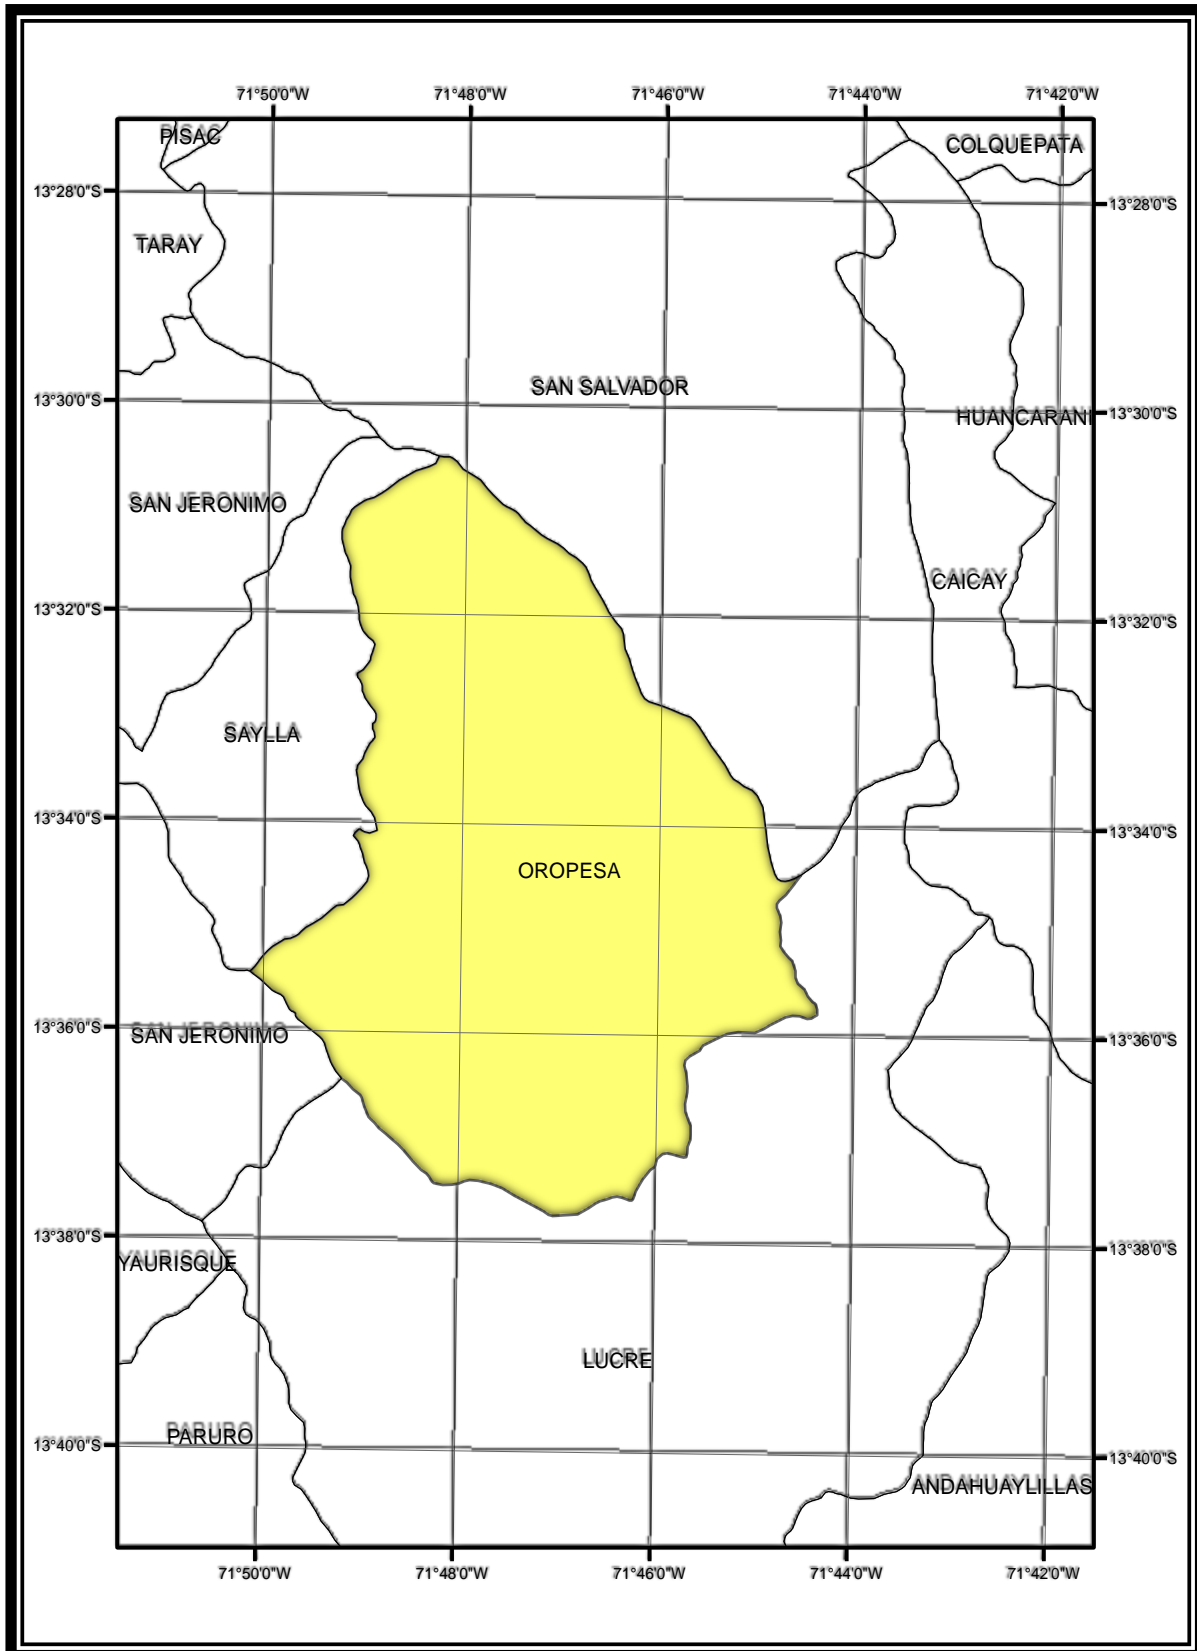 71°50'0"W 71°48'0"W 71°46'0"W 71°44'0"W 71°42'0"W
PISAC
COLQUEPATA
13°28'0"S
13°28'0"S
TARAY
SAN SALVADOR
13°30'0"S
13°30'0"S
HUANCARANI
SAN JERONIMO
CAICAY
13°32'0"S
13°32'0"S
SAYLLA
13°34'0"S
13°34'0"S
OROPESA
13°36'0"S
SAN JERONIMO
13°36'0"S
13°38'0"S
13°38'0"S
YAURISQUE
LUCRE
PARURO
13°40'0"S
13°40'0"S
ANDAHUAYLILLAS
71°50'0"W 71°48'0"W 71°46'0"W 71°44'0"W 71°42'0"W